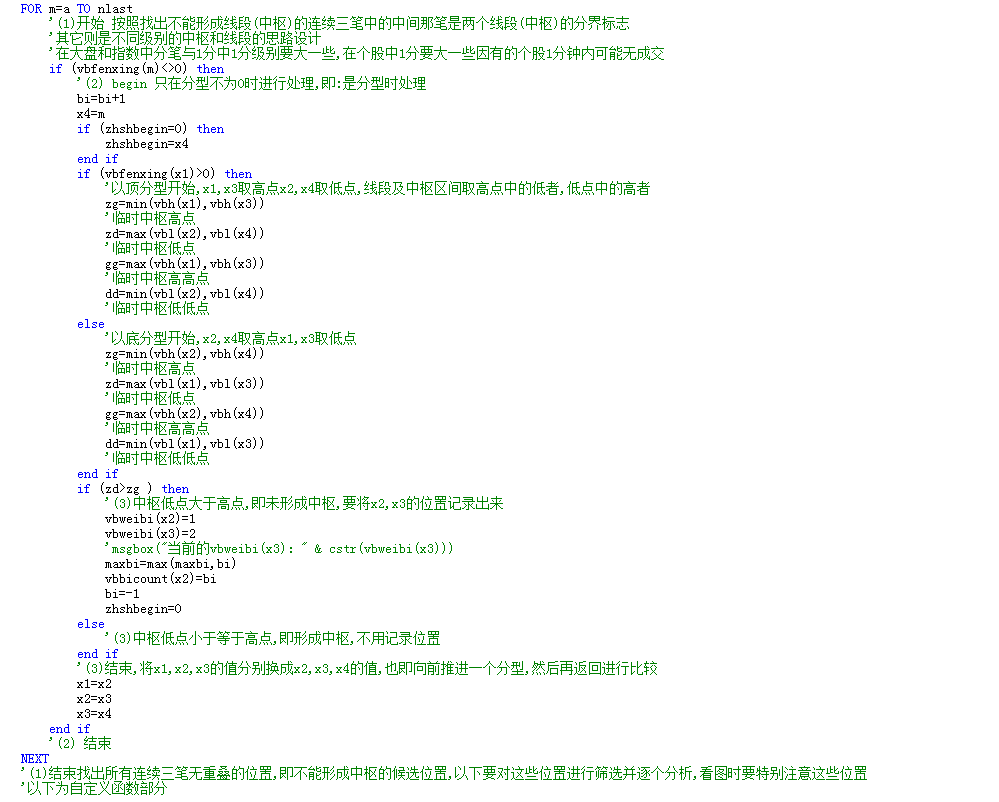 FOR m=a TO nlast
'(1)开始 按照找出不能形成线段(中枢)的连续三笔中的中间那笔是两个线段(中枢)的分界标志
'其它则是不同级别的中枢和线段的思路设计
'在大盘和指数中分笔与1分中1分级别要大一些,在个股中1分要大一些因有的个股1分钟内可能无成交
if (vbfenxing(m)<>0) then
'(2) begin 只在分型不为0时进行处理,即:是分型时处理
bi=bi+1
x4=m
if (zhshbegin=0) then
zhshbegin=x4
end if
if (vbfenxing(x1)>0) then
'以顶分型开始,x1,x3取高点x2,x4取低点,线段及中枢区间取高点中的低者,低点中的高者
zg=min(vbh(x1),vbh(x3))
'临时中枢高点
zd=max(vbl(x2),vbl(x4))
'临时中枢低点
gg=max(vbh(x1),vbh(x3))
'临时中枢高高点
dd=min(vbl(x2),vbl(x4))
'临时中枢低低点
else
'以底分型开始,x2,x4取高点x1,x3取低点
zg=min(vbh(x2),vbh(x4))
'临时中枢高点
zd=max(vbl(x1),vbl(x3))
'临时中枢低点
gg=max(vbh(x2),vbh(x4))
'临时中枢高高点
dd=min(vbl(x1),vbl(x3))
'临时中枢低低点
end if
if (zd>zg ) then
'(3)中枢低点大于高点,即未形成中枢,要将x2,x3的位置记录出来
vbweibi(x2)=1
vbweibi(x3)=2
'msgbox("当前的vbweibi(x3): " & cstr(vbweibi(x3)))
maxbi=max(maxbi,bi)
vbbicount(x2)=bi
bi=-1
zhshbegin=0
else
'(3)中枢低点小于等于高点,即形成中枢,不用记录位置
end if
'(3)结束,将x1,x2,x3的值分别换成x2,x3,x4的值,也即向前推进一个分型,然后再返回进行比较
x1=x2
x2=x3
x3=x4
end if
'(2) 结束
NEXT
'(1)结束找出所有连续三笔无重叠的位置,即不能形成中枢的候选位置,以下要对这些位置进行筛选并逐个分析,看图时要特别注意这些位置
'以下为自定义函数部分